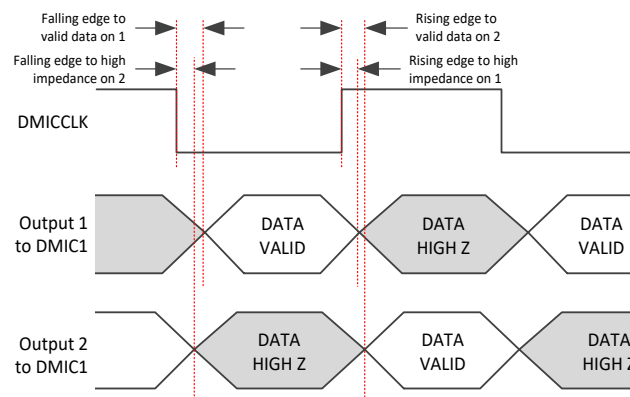 Falling edge to
valid data on 1
Rising edge to
valid data on 2
Falling edge to high
impedance on 2
Rising edge to high
impedance on 1
DMICCLK
Output 1
to DMIC1
DATA
VALID
DATA
HIGH Z
DATA
VALID
Output 2
to DMIC1
DATA
HIGH Z
DATA
VALID
DATA
HIGH Z